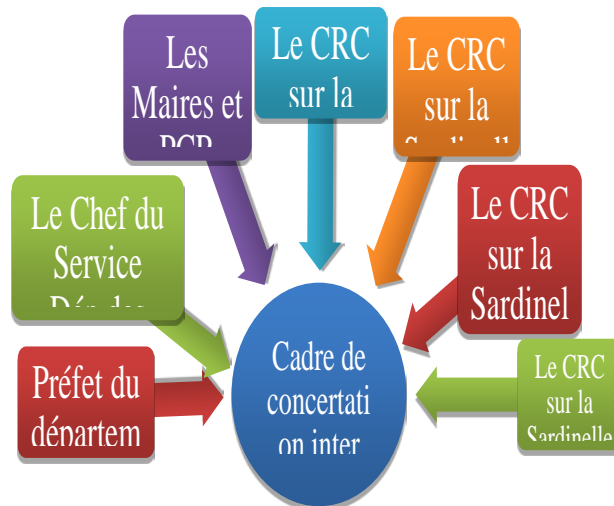 Les
Maires et
Le CRC
sur la
Le CRC
sur la
Le CRC
sur la
Sardinel
Le Chef du
Service
Préfet du
départem
Cadre de
concertati
on inter
Le CRC
sur la
Sardinelle